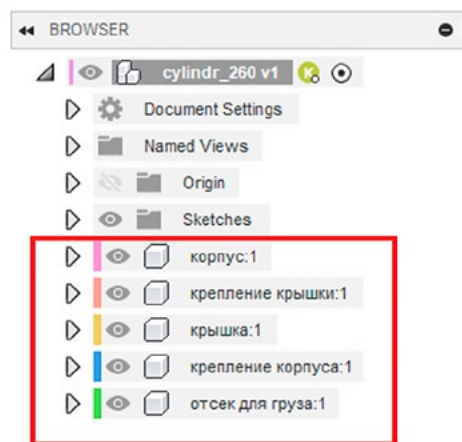 BROWSER
cylindr_260 v1
Document Settings
Named Views
Origin
Sketches
корпус:1
крепление крышки:1
крышка:1
крепление корпуса:1
отсек для груза:1